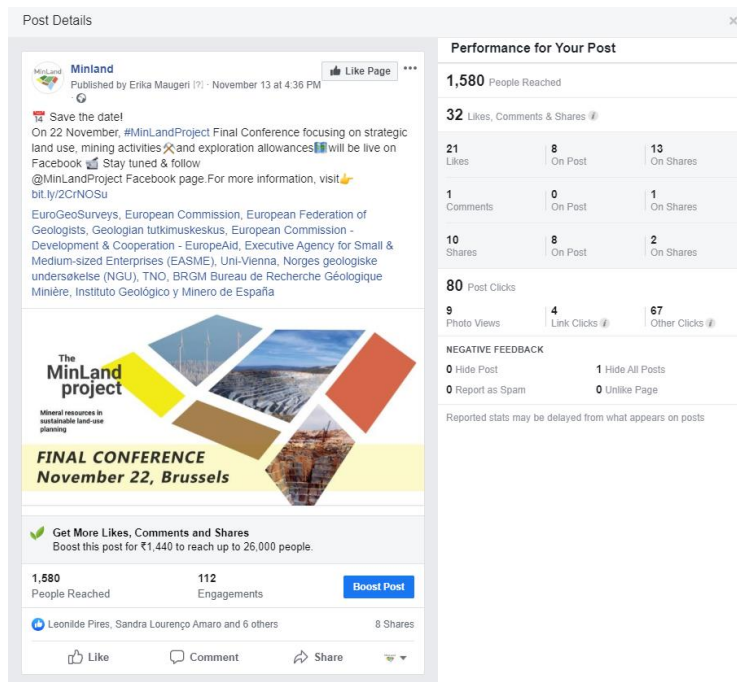 Post Details
Minland
Published by Erika Maugeri [?] · November 13 at 4:36 PM
Like Page
Save the date!
On 22 November, #MinLandProject Final Conference focusing on strategic
land use, mining activities and exploration allowances will be live on
Facebook Stay tuned & follow
@MinLandProject Facebook page.For more information, visit
bit.ly/2CrNOSu
EuroGeoSurveys, European Commission, European Federation of
Geologists, Geologian tutkimuskeskus, European Commission -
Development & Cooperation - EuropeAid, Executive Agency for Small &
Medium-sized Enterprises (EASME), Uni-Vienna, Norges geologiske
undersøkelse (NGU), TNO, BRGM Bureau de Recherche Géologique
Minière, Instituto Geológico y Minero de España
The
MinLand
project
Mineral resources in
sustainable land-use
planning
FINAL CONFERENCE
November 22, Brussels
Get More Likes, Comments and Shares
Boost this post for ₹1,440 to reach up to 26,000 people.
1,580 112
People Reached Engagements
Boost Post
Leonilde Pires, Sandra Lourenço Amaro and 6 others 8 Shares
Like Comment Share
Performance for Your Post
1,580 People Reached
32 Likes, Comments & Shares
21 8 13
Likes On Post On Shares
1 0 1
Comments On Post On Shares
10 8 2
Shares On Post On Shares
80 Post Clicks
9 4 67
Photo Views Link Clicks Other Clicks
NEGATIVE FEEDBACK
0 Hide Post 1 Hide All Posts
0 Report as Spam 0 Unlike Page
Reported stats may be delayed from what appears on posts